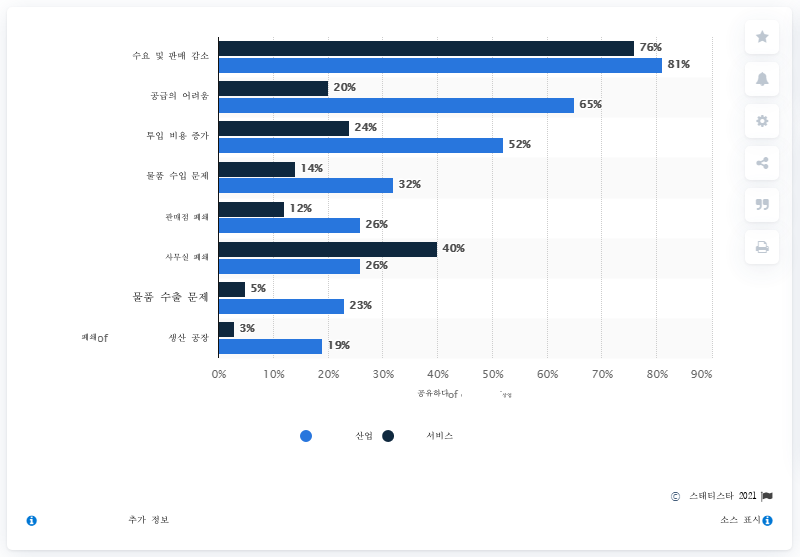 수요 및 판매 감소 76%
81%
공급의 어려움 20%
65%
투입 비용 증가 24%
52%
물품 수입 문제 14%
32%
판매점 폐쇄 12%
26%
사무실 폐쇄 40%
26%
물품 수출 문제 5%
23%
폐쇄of 생산 공장 3%
19%
0% 10% 20% 30% 40% 50% 60% 70% 80% 90%
공유하다of
산업 서비스
© 스태티스타 2021
추가 정보 소스 표시